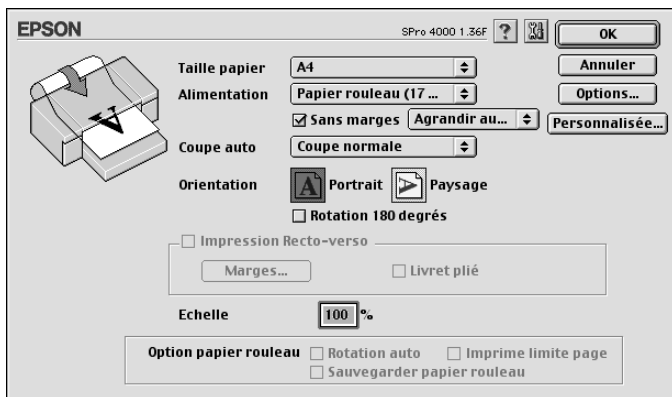 EPSON
SPro 4000 1.36F ? OK
Taille papier A4 Annuler
Alimentation Papier rouleau (17 ... Options...
Sans marges Agrandir au... Personnalisée...
Coupe auto Coupe normale
Orientation A Portrait A Paysage
Rotation 180 degrés
Impression Recto-verso
Marges... Livret plié
Echelle 100 %
Option papier rouleau Rotation auto Imprime limite page
Sauvegarder papier rouleau